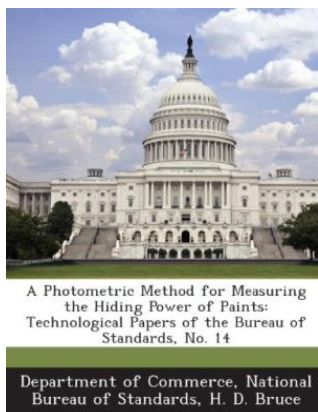 A Photometric Method for Measuring
the Hiding Power of Paints:
Technological Papers of the Bureau of
Standards, No. 14
Department of Commerce, National
Bureau of Standards, H. D. Bruce